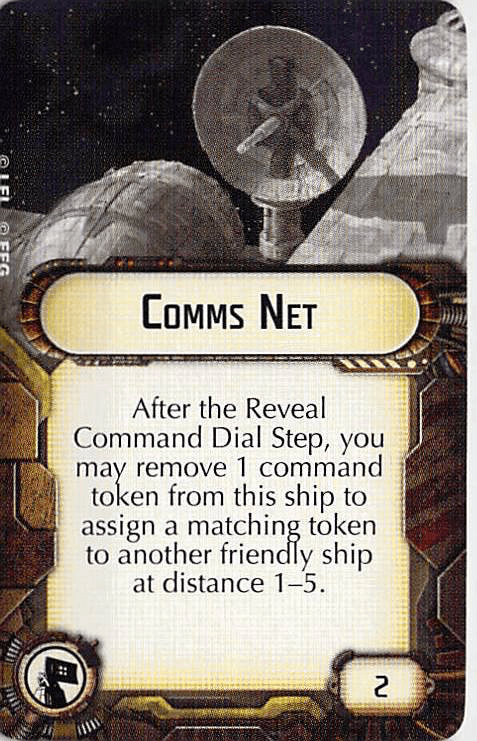 © LFL © FFG
Comms Net
After the Reveal
Command Dial Step, you
may remove 1 command
token from this ship to
assign a matching token
to another friendly ship
at distance 1–5.
2